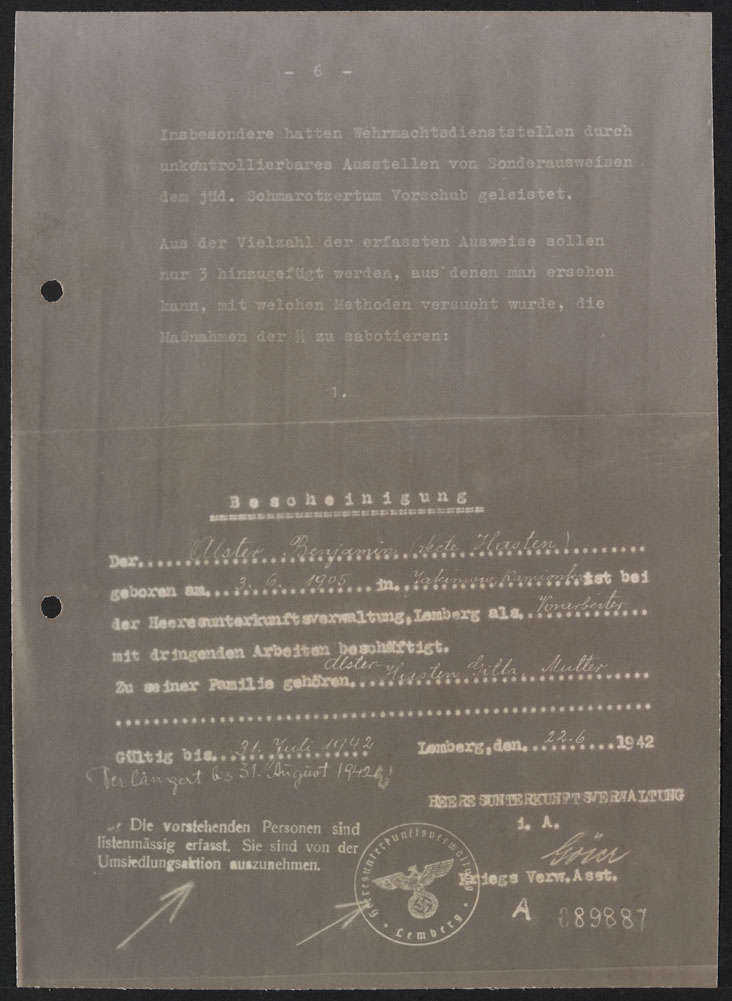 - 6 -
Insbesondere hatten Wehrmachtsdienststellen durch
unkontrollierbares Ausstellen von Sonderausweisen
dem jüd. Schmarotzertum Vorschub geleistet.
Aus der Vielzahl der erfassten Ausweise sollen
nur 3 hinzugefügt werden, aus denen man ersehen
kann, mit welchen Methoden versucht wurde, die
Maßnahmen der ᛋᛋ zu sabotieren:
1.
Bescheinigung
Der Alster Benjamin (recte Hasten)
geboren am 3. 6. 1905 in ist bei
der Heeresunterkunftsverwaltung, Lemberg als Vorarbeiter
mit dringenden Arbeiten beschäftigt.
Alster
Zu seiner Familie gehören Hasten Mutter
Gültig bis 31. Juli 1942 Lemberg, den 22.6. 1942
Verlängert bis 31. August 1942
HEERESUNTERKUNFTSVERWALTUNG
i. A.
Die vorstehenden Personen sind
listenmässig erfasst. Sie sind von der
Umsiedlungsaktion auszunehmen.
Kriegs Verw. Asst.
Heeresunterkunftsverwaltung
Lemberg
A 089887